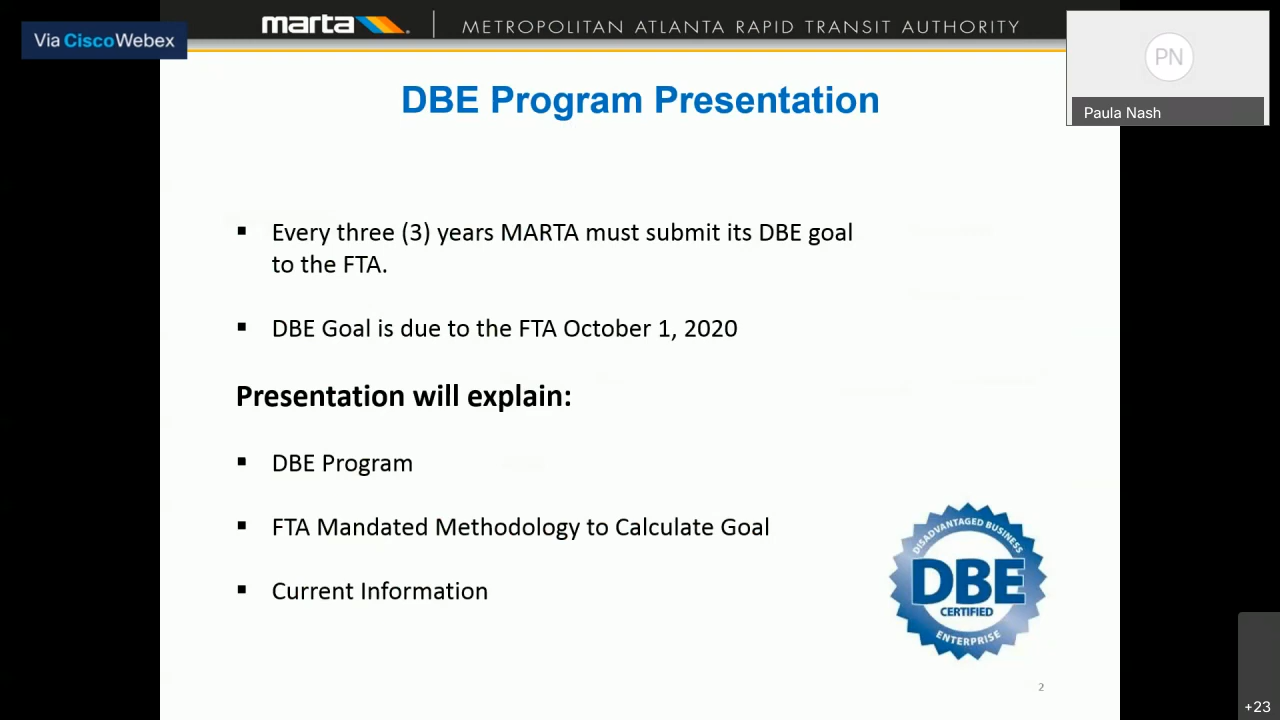 Via CiscoWebex
marta
METROPOLITAN ATLANTA RAPID TRANSIT AUTHORITY
PN
Paula Nash
DBE Program Presentation
▪ Every three (3) years MARTA must submit its DBE goal
to the FTA.
▪ DBE Goal is due to the FTA October 1, 2020
Presentation will explain:
▪ DBE Program
▪ FTA Mandated Methodology to Calculate Goal
▪ Current Information
DISADVANTAGED BUSINESS
DBE
CERTIFIED
ENTERPRISE
2
+23